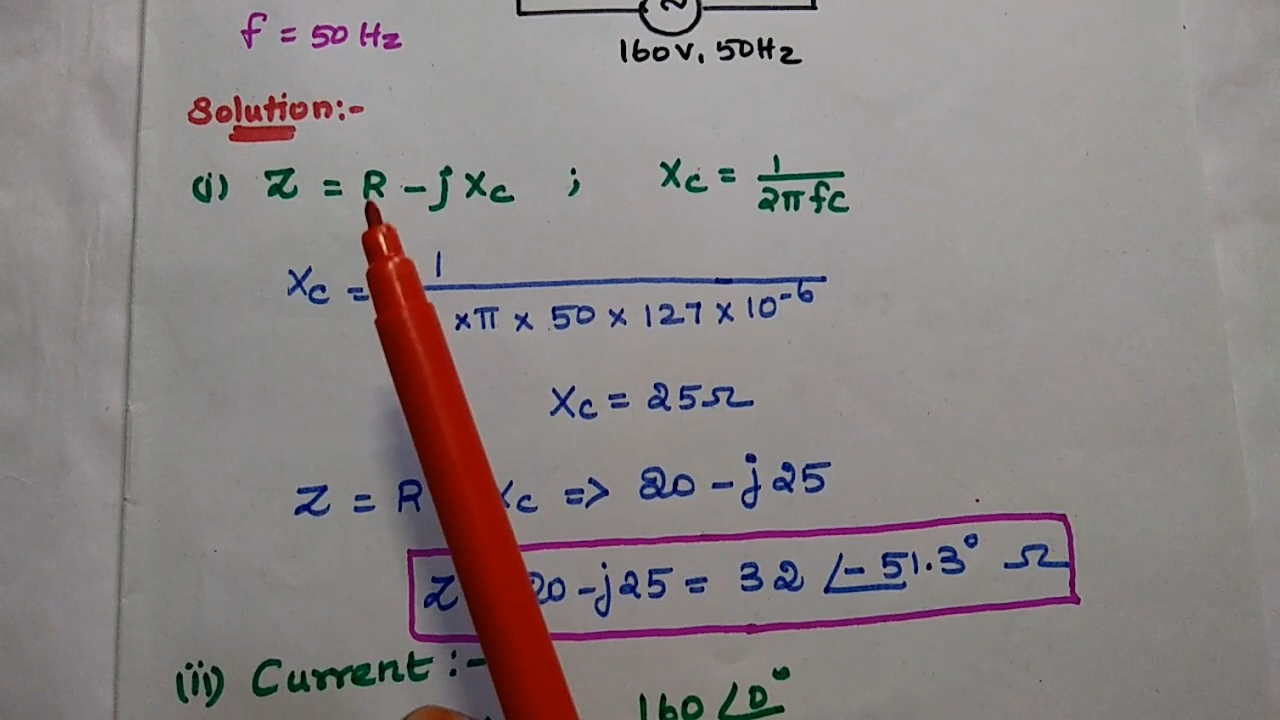 f = 50 Hz
160V, 50Hz
Solution:-
(i) Z = R - jXc ; Xc = 1/2πfC
Xc = 1/ ×π × 50 × 127 × 10⁻⁶
Xc = 25Ω
Z = R Xc => 20 - j25
Z 20 - j25 = 32 ∠-51.3° Ω
(ii) Current :-
160 ∠0°